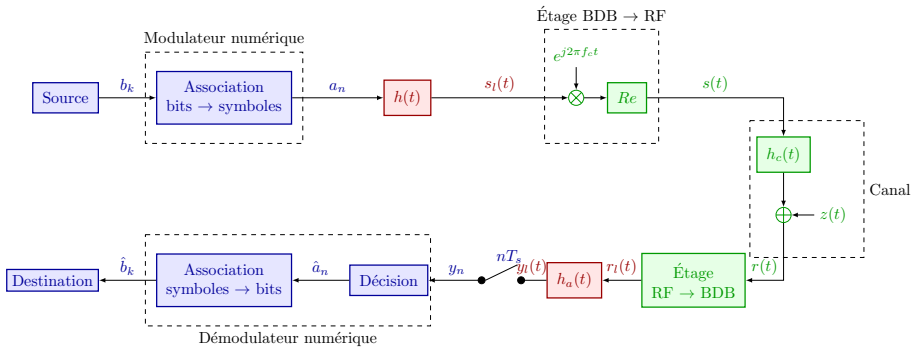 Étage BDB → RF
Modulateur numérique
e^{j2πf_c t}
Source
b_k
Association
bits → symboles
a_n
h(t)
s_l(t)
Re
s(t)
h_c(t)
Canal
z(t)
Destination
b̂_k
Association
symboles → bits
â_n
Décision
y_n
nT_s
y_l(t)
h_a(t)
r_l(t)
Étage
RF → BDB
r(t)
Démodulateur numérique